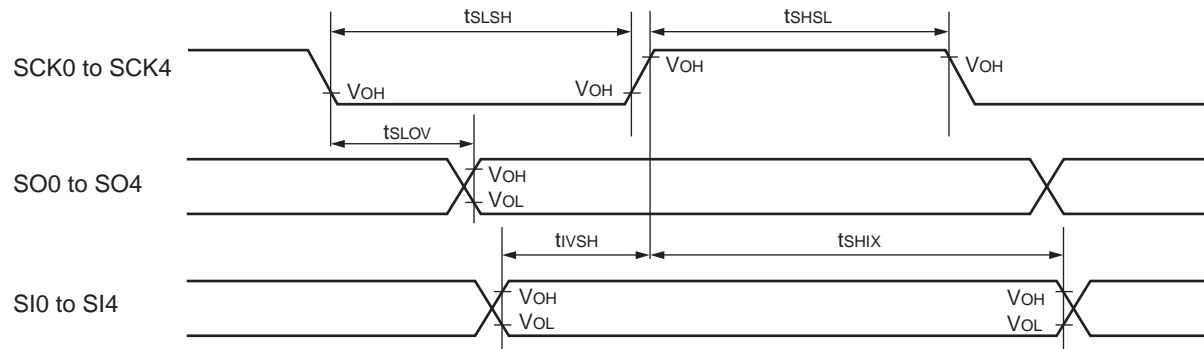 tSLSH
tSHSL
SCK0 to SCK4
VOH
VOH
VOH
VOH
tSLOV
SO0 to SO4
VOH
VOL
tIVSH
tSHIX
SI0 to SI4
VOH
VOH
VOL
VOL